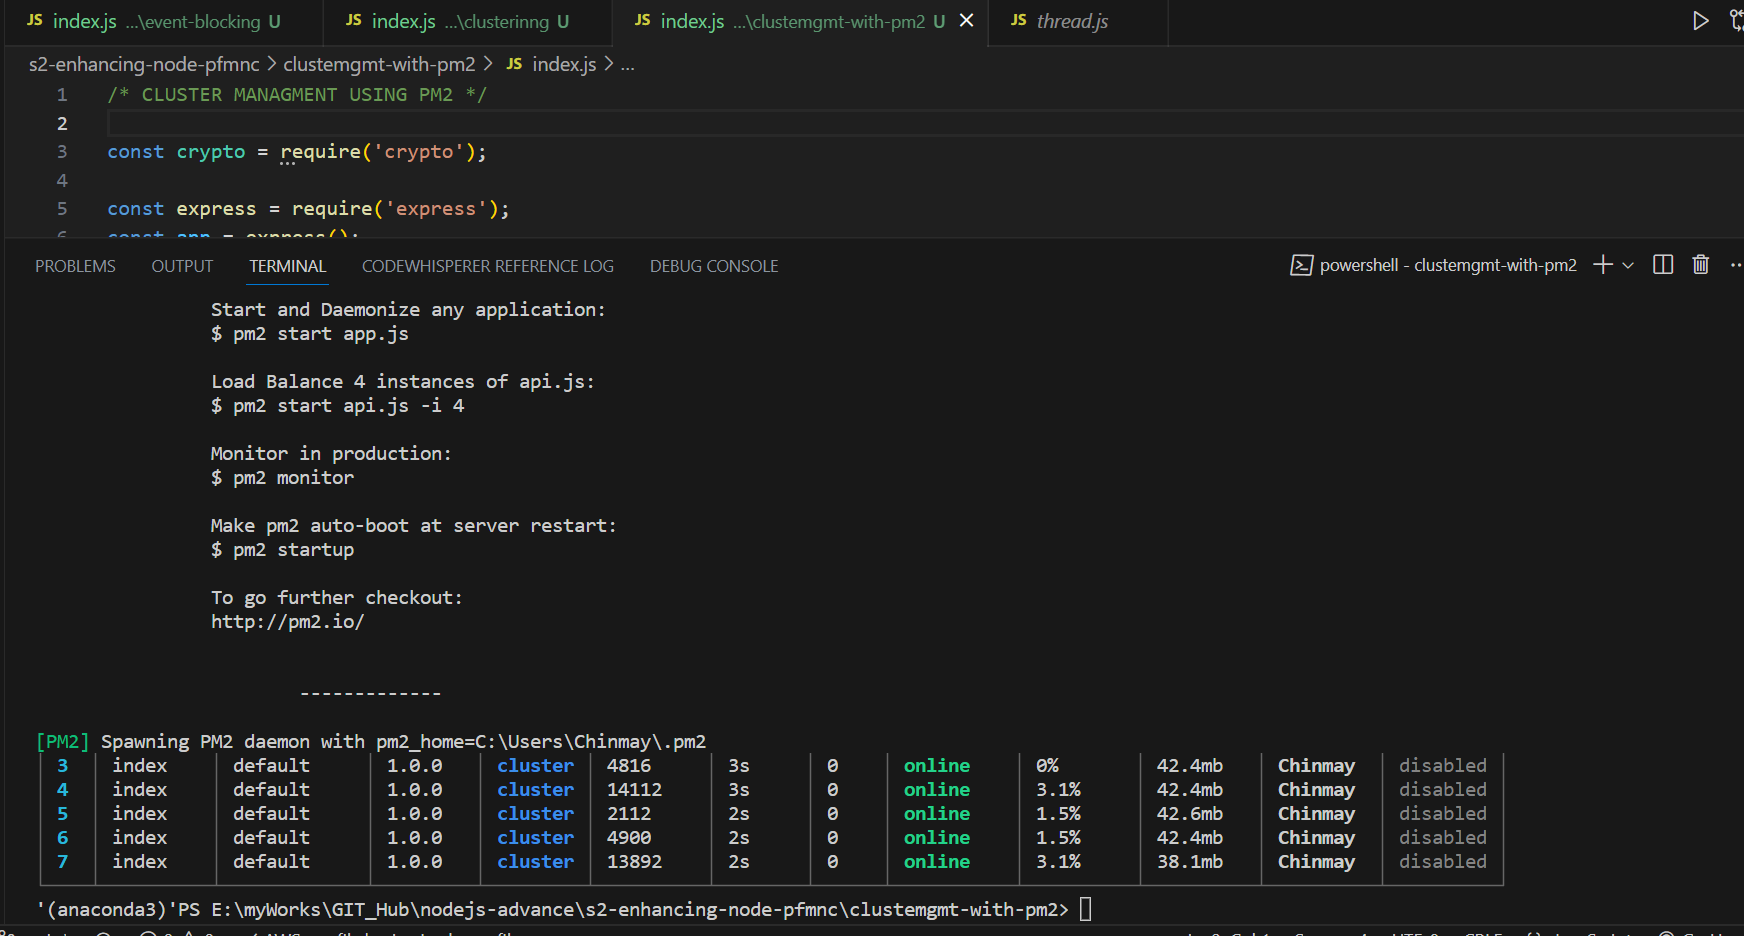 JS index.js ...\event-blocking U JS index.js ...\clusterinng U JS index.js ...\clustemgmt-with-pm2 U JS thread.js
s2-enhancing-node-pfmnc > clustemgmt-with-pm2 > JS index.js > ...
1 /* CLUSTER MANAGMENT USING PM2 */
2
3 const crypto = require('crypto');
4
5 const express = require('express');
6 const app = express();
PROBLEMS OUTPUT TERMINAL CODEWHISPERER REFERENCE LOG DEBUG CONSOLE powershell - clustemgmt-with-pm2
Start and Daemonize any application:
$ pm2 start app.js
Load Balance 4 instances of api.js:
$ pm2 start api.js -i 4
Monitor in production:
$ pm2 monitor
Make pm2 auto-boot at server restart:
$ pm2 startup
To go further checkout:
http://pm2.io/
-------------
[PM2] Spawning PM2 daemon with pm2_home=C:\Users\Chinmay\.pm2
3 index default 1.0.0 cluster 4816 3s 0 online 0% 42.4mb Chinmay disabled
4 index default 1.0.0 cluster 14112 3s 0 online 3.1% 42.4mb Chinmay disabled
5 index default 1.0.0 cluster 2112 2s 0 online 1.5% 42.6mb Chinmay disabled
6 index default 1.0.0 cluster 4900 2s 0 online 1.5% 42.4mb Chinmay disabled
7 index default 1.0.0 cluster 13892 2s 0 online 3.1% 38.1mb Chinmay disabled
'(anaconda3)'PS E:\myWorks\GIT_Hub\nodejs-advance\s2-enhancing-node-pfmnc\clustemgmt-with-pm2>